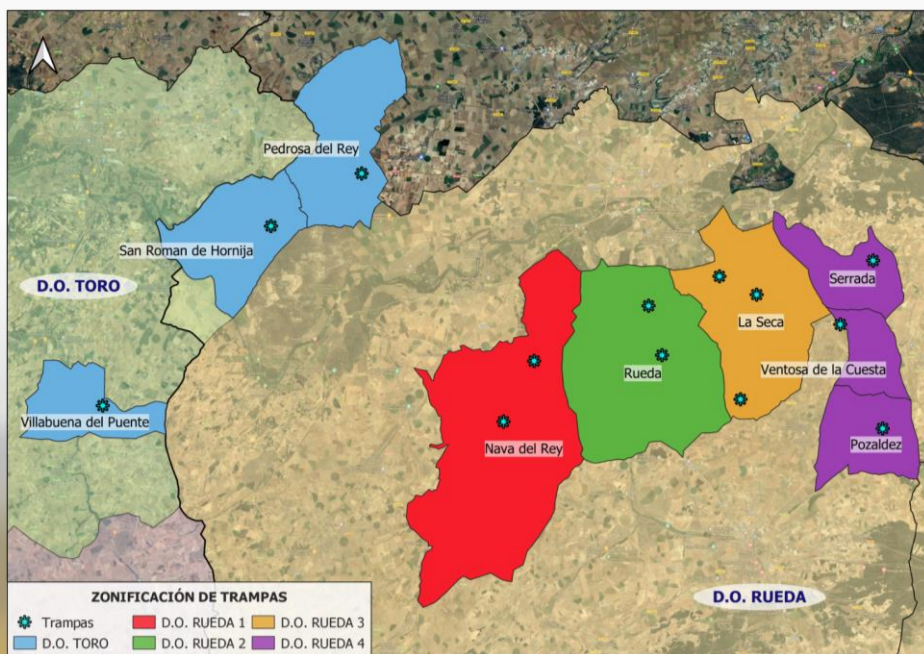 Pedrosa del Rey
San Roman de Hornija
D.O. TORO
Serrada
La Seca
Ventosa de la Cuesta
Rueda
Villabuena del Puente
Nava del Rey
Pozaldez
D.O. RUEDA
ZONIFICACIÓN DE TRAMPAS
Trampas
D.O. RUEDA 1
D.O. RUEDA 3
D.O. TORO
D.O. RUEDA 2
D.O. RUEDA 4